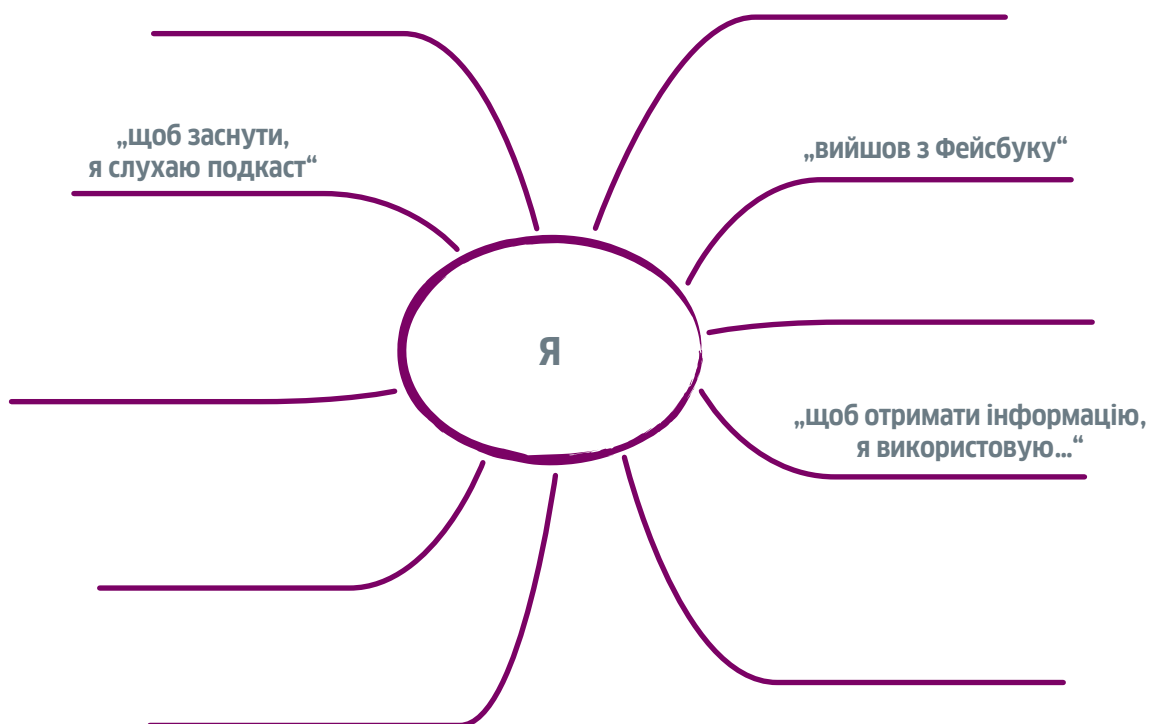 „щоб заснути,
я слухаю подкаст“
„вийшов з Фейсбуку“
Я
„щоб отримати інформацію,
я використовую...“